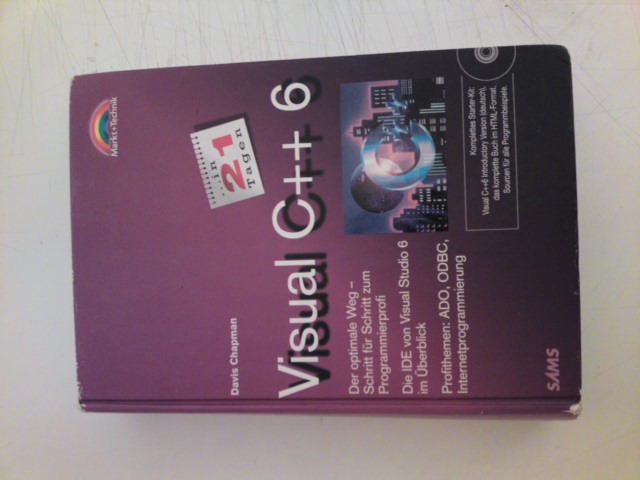 Markt+Technik
...in
21
Tagen
Davis Chapman
Visual C++ 6
Der optimale Weg –
Schritt für Schritt zum
Programmierprofi
Die IDE von Visual Studio 6
im Überblick
Profithemen: ADO, ODBC,
Internetprogrammierung
Komplettes Starter-Kit:
Visual C++6 Introductory Version (deutsch),
das komplette Buch im HTML-Format,
Sourcen für alle Programmbeispiele.
SAMS